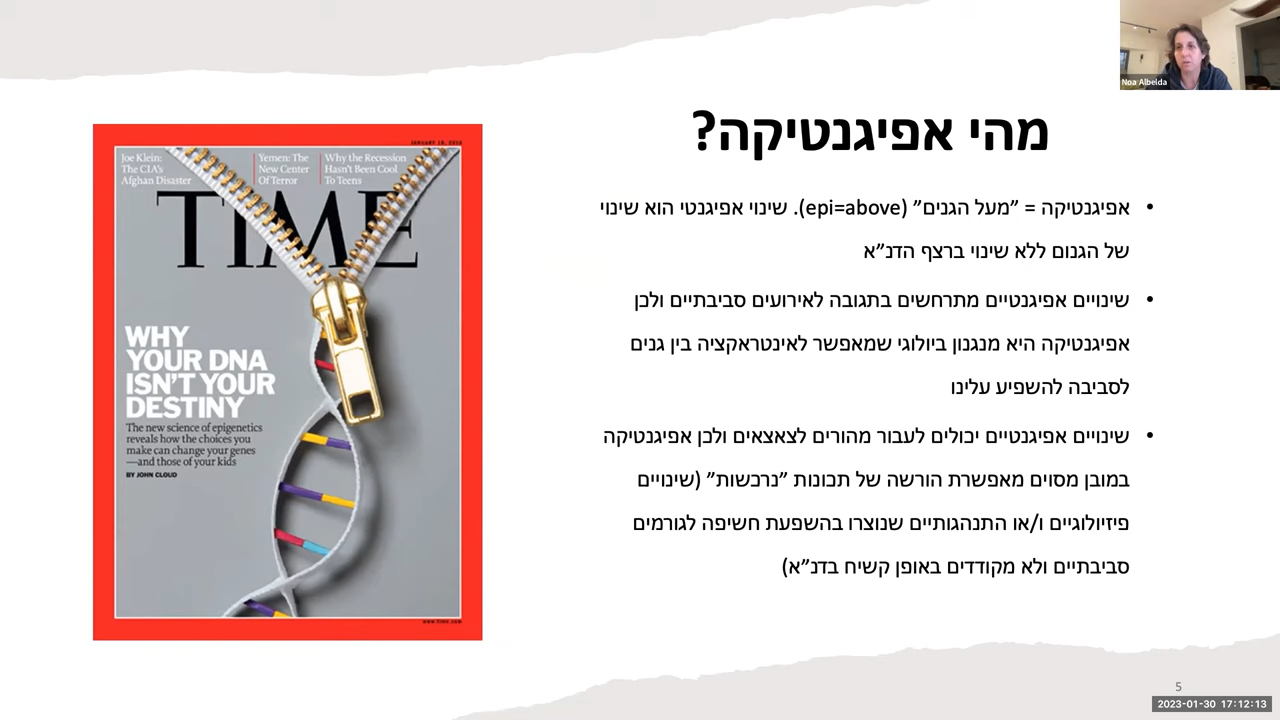 Noa Albelda
מהי אפיגנטיקה?
• אפיגנטיקה = ״מעל הגנים״ (epi=above). שינוי אפיגנטי הוא שינוי
של הגנום ללא שינוי ברצף הדנ״א
• שינויים אפיגנטיים מתרחשים בתגובה לאירועים סביבתיים ולכן
אפיגנטיקה היא מנגנון ביולוגי שמאפשר לאינטראקציה בין גנים
לסביבה להשפיע עלינו
• שינויים אפיגנטיים יכולים לעבור מהורים לצאצאים ולכן אפיגנטיקה
במובן מסוים מאפשרת הורשה של תכונות ״נרכשות״ (שינויים
פיזיולוגיים ו/או התנהגותיים שנוצרו בהשפעת חשיפה לגורמים
סביבתיים ולא מקודדים באופן קשיח בדנ״א)
Joe Klein:
The CIA's
Afghan Disaster
Yemen: The
New Center
Of Terror
Why the Recession
Hasn't Been Cool
To Teens
TIME
WHY
YOUR DNA
ISN'T YOUR
DESTINY
The new science of epigenetics
reveals how the choices you
make can change your genes
—and those of your kids
BY JOHN CLOUD
www.time.com
5
2023-01-30 17:12:13